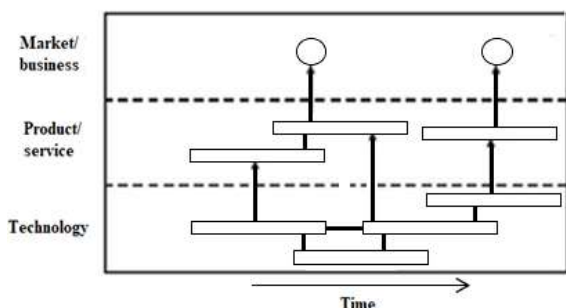 Market/
business
Product/
service
Technology
Time